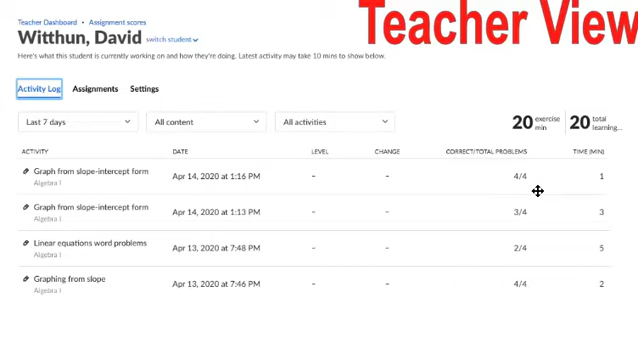 Teacher Dashboard • Assignment scores
Teacher View
Witthun, David switch student
Here's what this student is currently working on and how they're doing. Latest activity may take 10 mins to show below.
Activity Log Assignments Settings
Last 7 days All content All activities 20 exercise min 20 total learning...
ACTIVITY DATE LEVEL CHANGE CORRECT/TOTAL PROBLEMS TIME (MIN)
Graph from slope-intercept form Apr 14, 2020 at 1:16 PM – – 4/4 1
Algebra I
Graph from slope-intercept form Apr 14, 2020 at 1:13 PM – – 3/4 3
Algebra I
Linear equations word problems Apr 13, 2020 at 7:48 PM – – 2/4 5
Algebra I
Graphing from slope Apr 13, 2020 at 7:46 PM – – 4/4 2
Algebra I